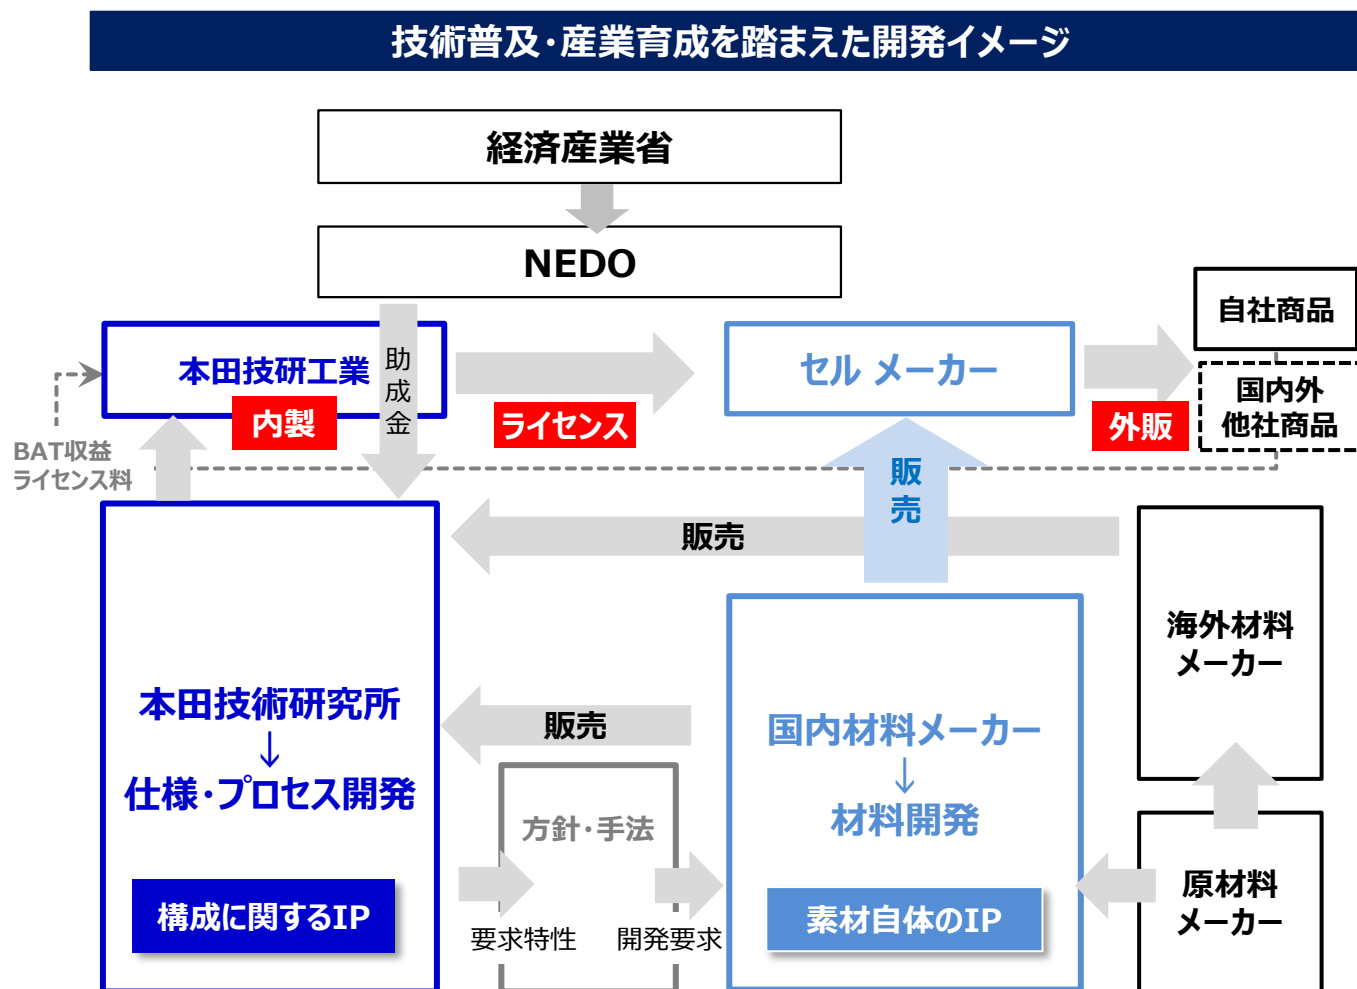 技術普及・産業育成を踏まえた開発イメージ
経済産業省
NEDO
自社商品
本田技研工業
助
成
金
セル メーカー
国内外
他社商品
内製
ライセンス
外販
BAT収益
ライセンス料
販
売
販売
海外材料
メーカー
本田技術研究所
↓
仕様・プロセス開発
販売
国内材料メーカー
↓
材料開発
方針・手法
構成に関するIP
素材自体のIP
原材料
メーカー
要求特性
開発要求